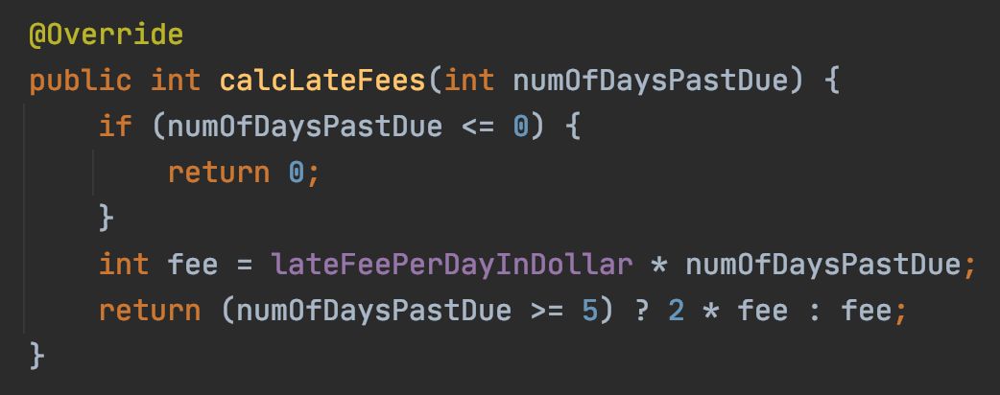 @Override
public int calcLateFees(int numOfDaysPastDue) {
    if (numOfDaysPastDue <= 0) {
        return 0;
    }
    int fee = lateFeePerDayInDollar * numOfDaysPastDue;
    return (numOfDaysPastDue >= 5) ? 2 * fee : fee;
}